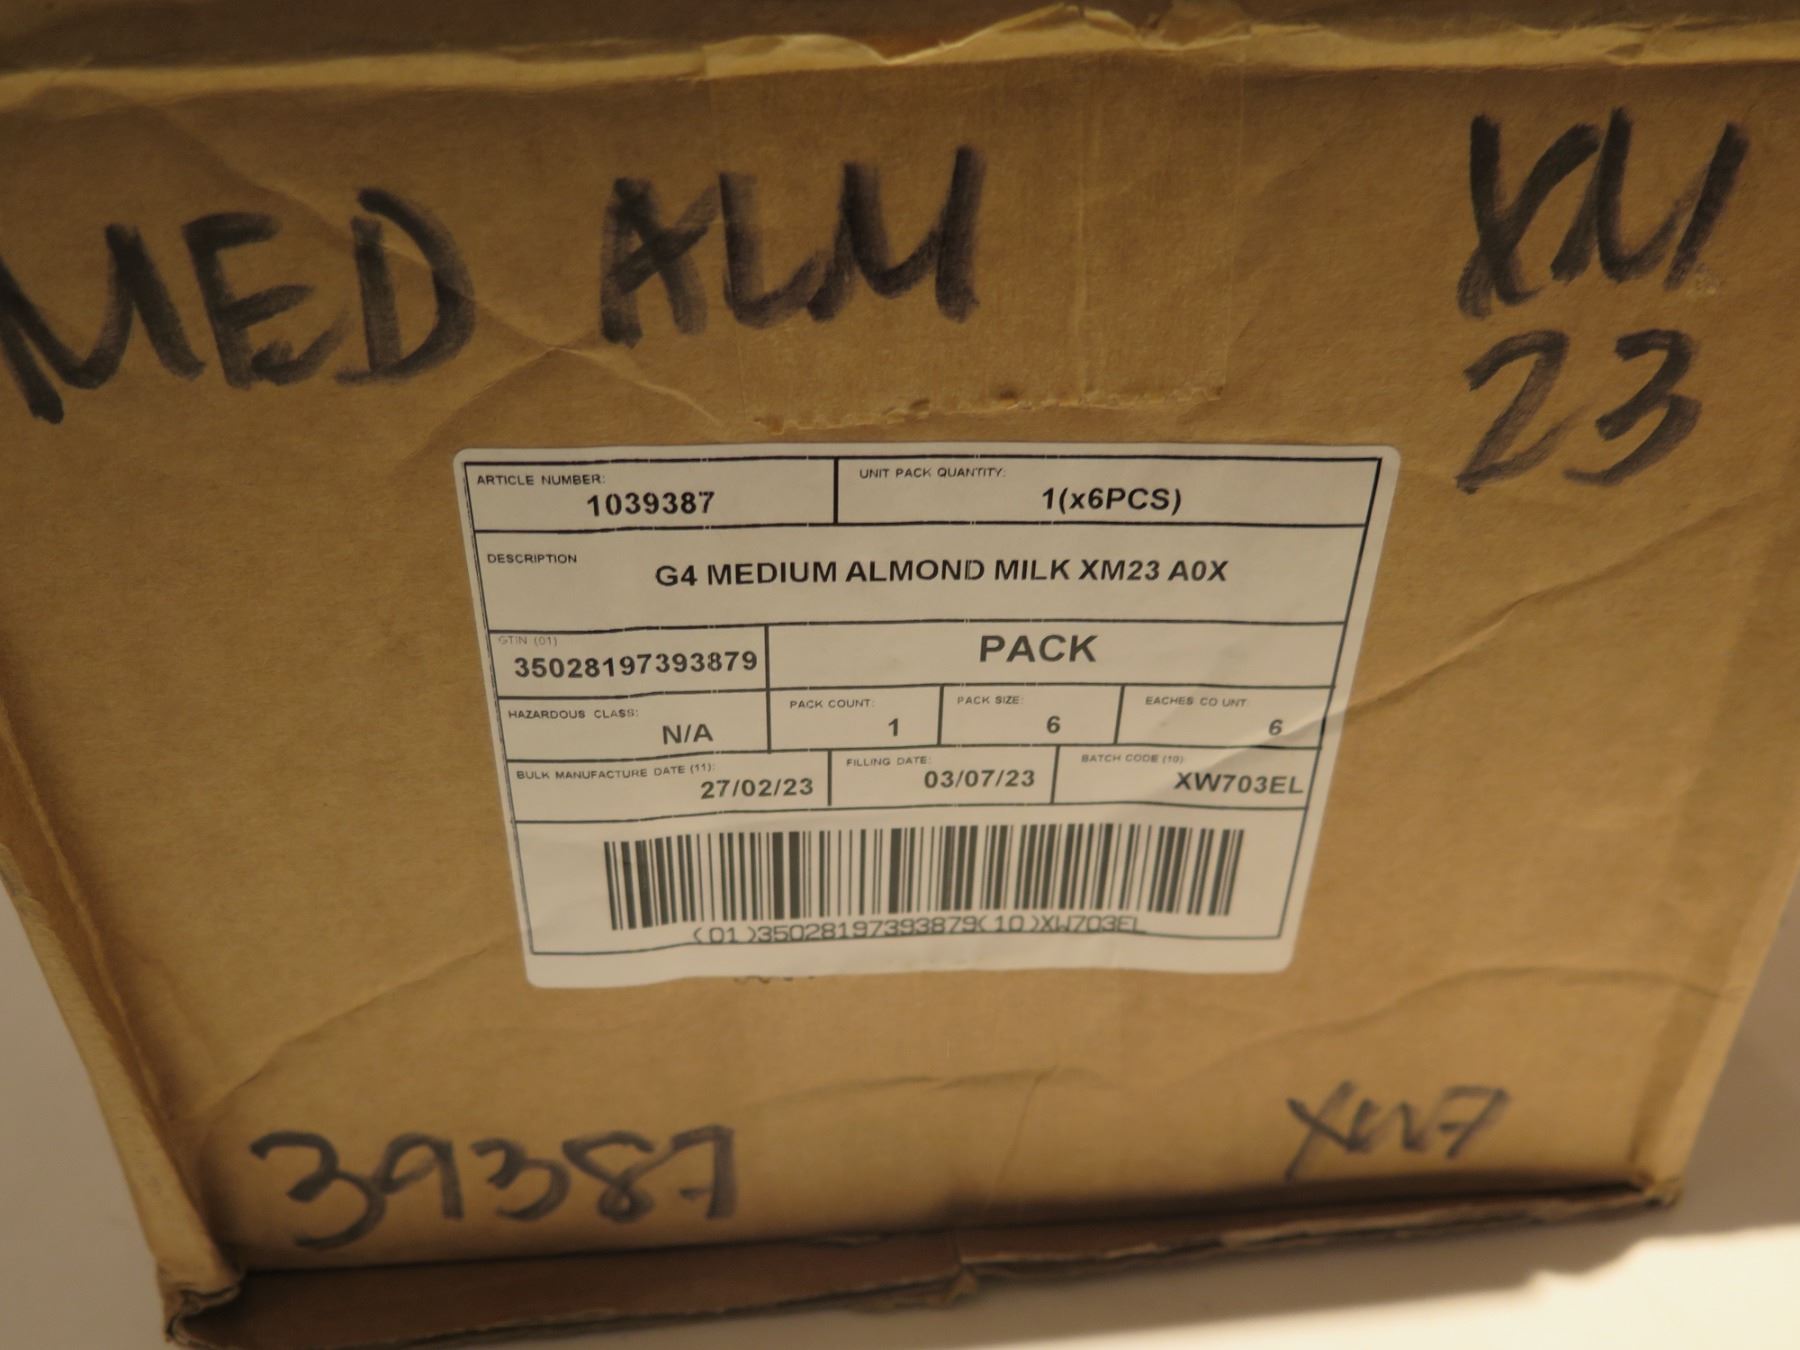 MED ALM
XM
23
ARTICLE NUMBER:
1039387
UNIT PACK QUANTITY:
1(x6PCS)
DESCRIPTION
G4 MEDIUM ALMOND MILK XM23 A0X
GTIN (01)
35028197393879
PACK
HAZARDOUS CLASS:
N/A
PACK COUNT:
1
PACK SIZE:
6
EACHES CO UNT
6
BULK MANUFACTURE DATE (11):
27/02/23
FILLING DATE:
03/07/23
BATCH CODE (10):
XW703EL
(01)35028197393879(10)XW703EL
39387
XW7